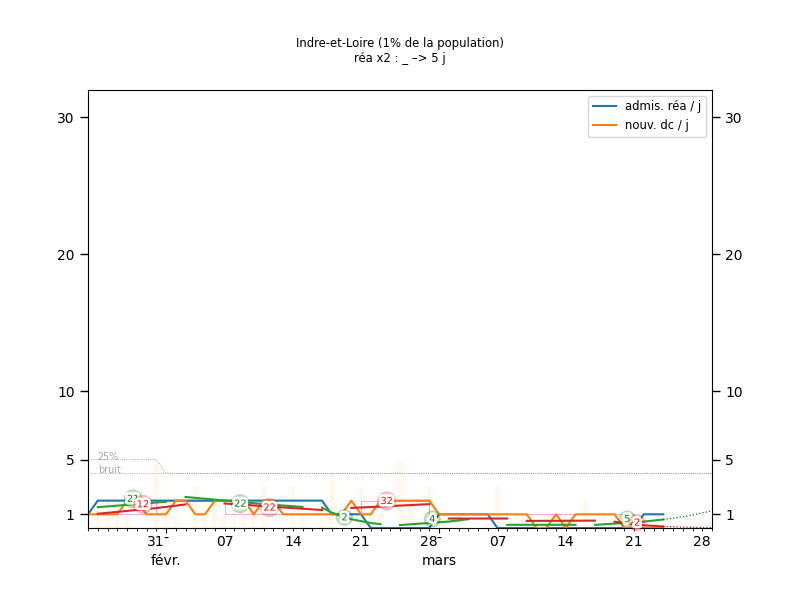 Indre-et-Loire (1% de la population)
réa x2 : _ –> 5 j
admis. réa / j
nouv. dc / j
30
30
20
20
10
10
5
5
1
1
25%
bruit
12
22
22
2
32
4
5
2
31 07 14 21 28 07 14 21 28
févr. mars